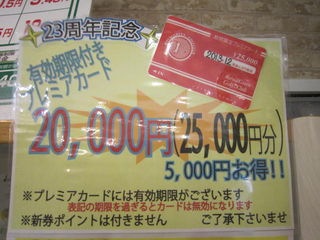 23周年記念
有効期限付きで
プレミアカード
¥25,000
2013.12
20,000円(25,000円分)
5,000円お得!!
※プレミアカードには有効期限がございます
表記の期限を過ぎるとカードは無効になります
※新券ポイントは付きません ご了承下さいませ